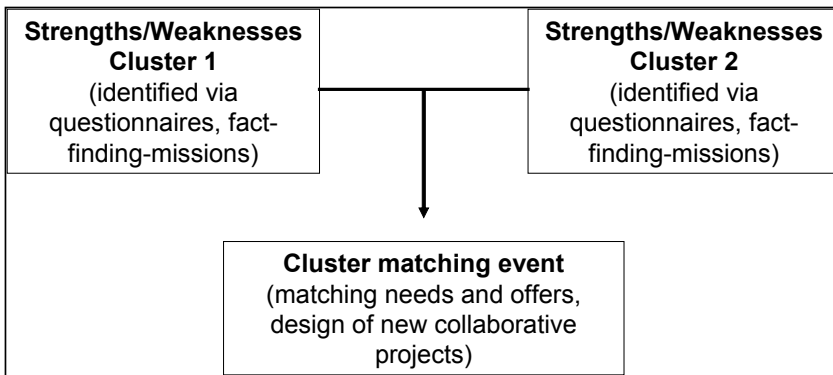 Strengths/Weaknesses
Cluster 1
(identified via
questionnaires, fact-
finding-missions)
Strengths/Weaknesses
Cluster 2
(identified via
questionnaires, fact-
finding-missions)
Cluster matching event
(matching needs and offers,
design of new collaborative
projects)